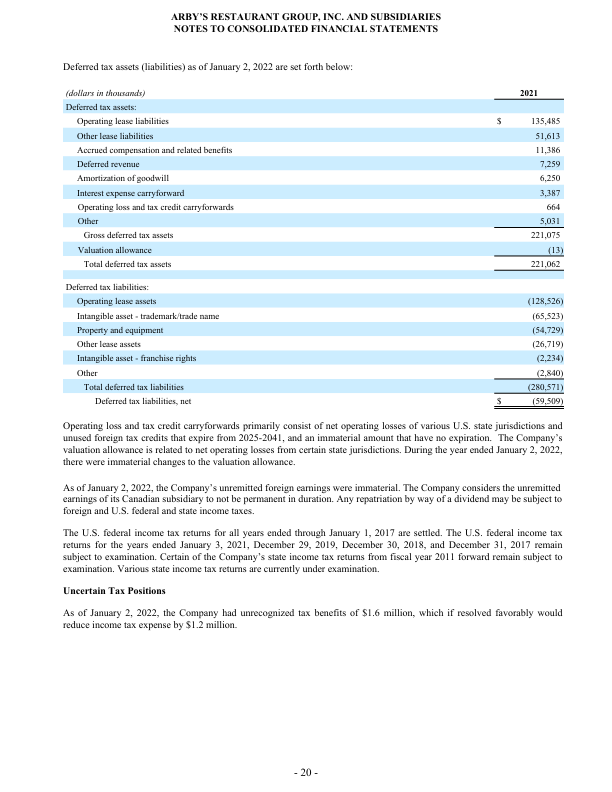 ARBY'S RESTAURANT GROUP, INC. AND SUBSIDIARIES
NOTES TO CONSOLIDATED FINANCIAL STATEMENTS
Deferred tax assets (liabilities) as of January 2, 2022 are set forth below:
(dollars in thousands) 2021
Deferred tax assets:
Operating lease liabilities $ 135,485
Other lease liabilities 51,613
Accrued compensation and related benefits 11,386
Deferred revenue 7,259
Amortization of goodwill 6,250
Interest expense carryforward 3,387
Operating loss and tax credit carryforwards 664
Other 5,031
Gross deferred tax assets 221,075
Valuation allowance (13)
Total deferred tax assets 221,062
Deferred tax liabilities:
Operating lease assets (128,526)
Intangible asset - trademark/trade name (65,523)
Property and equipment (54,729)
Other lease assets (26,719)
Intangible asset - franchise rights (2,234)
Other (2,840)
Total deferred tax liabilities (280,571)
Deferred tax liabilities, net $ (59,509)
Operating loss and tax credit carryforwards primarily consist of net operating losses of various U.S. state jurisdictions and
unused foreign tax credits that expire from 2025-2041, and an immaterial amount that have no expiration. The Company's
valuation allowance is related to net operating losses from certain state jurisdictions. During the year ended January 2, 2022,
there were immaterial changes to the valuation allowance.
As of January 2, 2022, the Company's unremitted foreign earnings were immaterial. The Company considers the unremitted
earnings of its Canadian subsidiary to not be permanent in duration. Any repatriation by way of a dividend may be subject to
foreign and U.S. federal and state income taxes.
The U.S. federal income tax returns for all years ended through January 1, 2017 are settled. The U.S. federal income tax
returns for the years ended January 3, 2021, December 29, 2019, December 30, 2018, and December 31, 2017 remain
subject to examination. Certain of the Company's state income tax returns from fiscal year 2011 forward remain subject to
examination. Various state income tax returns are currently under examination.
Uncertain Tax Positions
As of January 2, 2022, the Company had unrecognized tax benefits of $1.6 million, which if resolved favorably would
reduce income tax expense by $1.2 million.
- 20 -